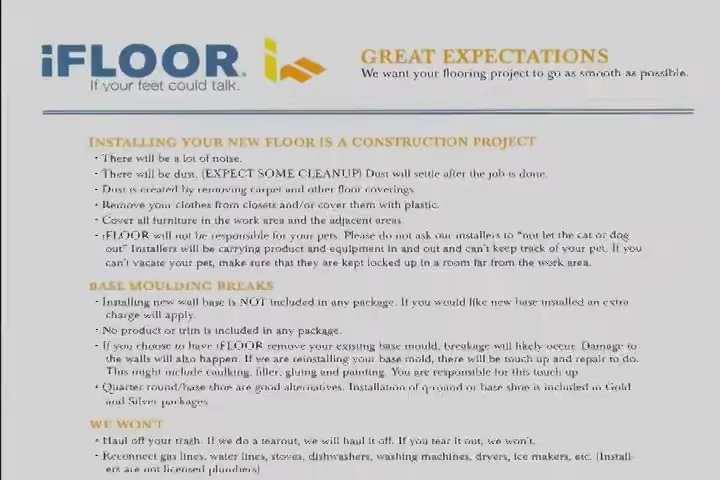 iFLOOR.
If your feet could talk.
GREAT EXPECTATIONS
We want your flooring project to go as smooth as possible.
INSTALLING YOUR NEW FLOOR IS A CONSTRUCTION PROJECT
• There will be a lot of noise.
• There will be dust. (EXPECT SOME CLEANUP) Dust will settle after the job is done.
• Dust is created by removing carpet and other floor coverings.
• Remove your clothes from closets and/or cover them with plastic.
• Cover all furniture in the work area and the adjacent areas.
• iFLOOR will not be responsible for your pets. Please do not ask our installers to "not let the cat or dog
out" Installers will be carrying product and equipment in and out and can't keep track of your pet. If you
can't vacate your pet, make sure that they are kept locked up in a room far from the work area.
BASE MOULDING BREAKS
• Installing new wall base is NOT included in any package. If you would like new base installed an extra
charge will apply.
• No product or trim is included in any package.
• If you choose to have iFLOOR remove your existing base mould, breakage will likely occur. Damage to
the walls will also happen. If we are reinstalling your base mold, there will be touch up and repair to do.
This might include caulking, filler, gluing and painting. You are responsible for this touch up
• Quarter round/base shoe are good alternatives. Installation of q-round or base shoe is included in Gold
and Silver packages
WE WON'T
• Haul off your trash. If we do a tearout, we will haul it off. If you tear it out, we won't.
• Reconnect gas lines, water lines, stoves, dishwashers, washing machines, dryers, ice makers, etc. (Install-
ers are not licensed plumbers)